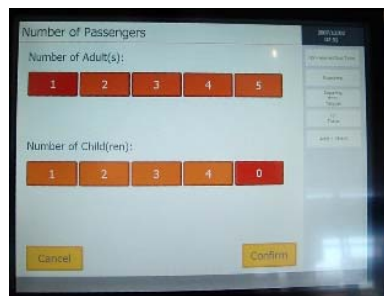 Number of Passengers
Number of Adult(s):
1 2 3 4 5
Number of Child(ren):
1 2 3 4 0
Cancel
Confirm